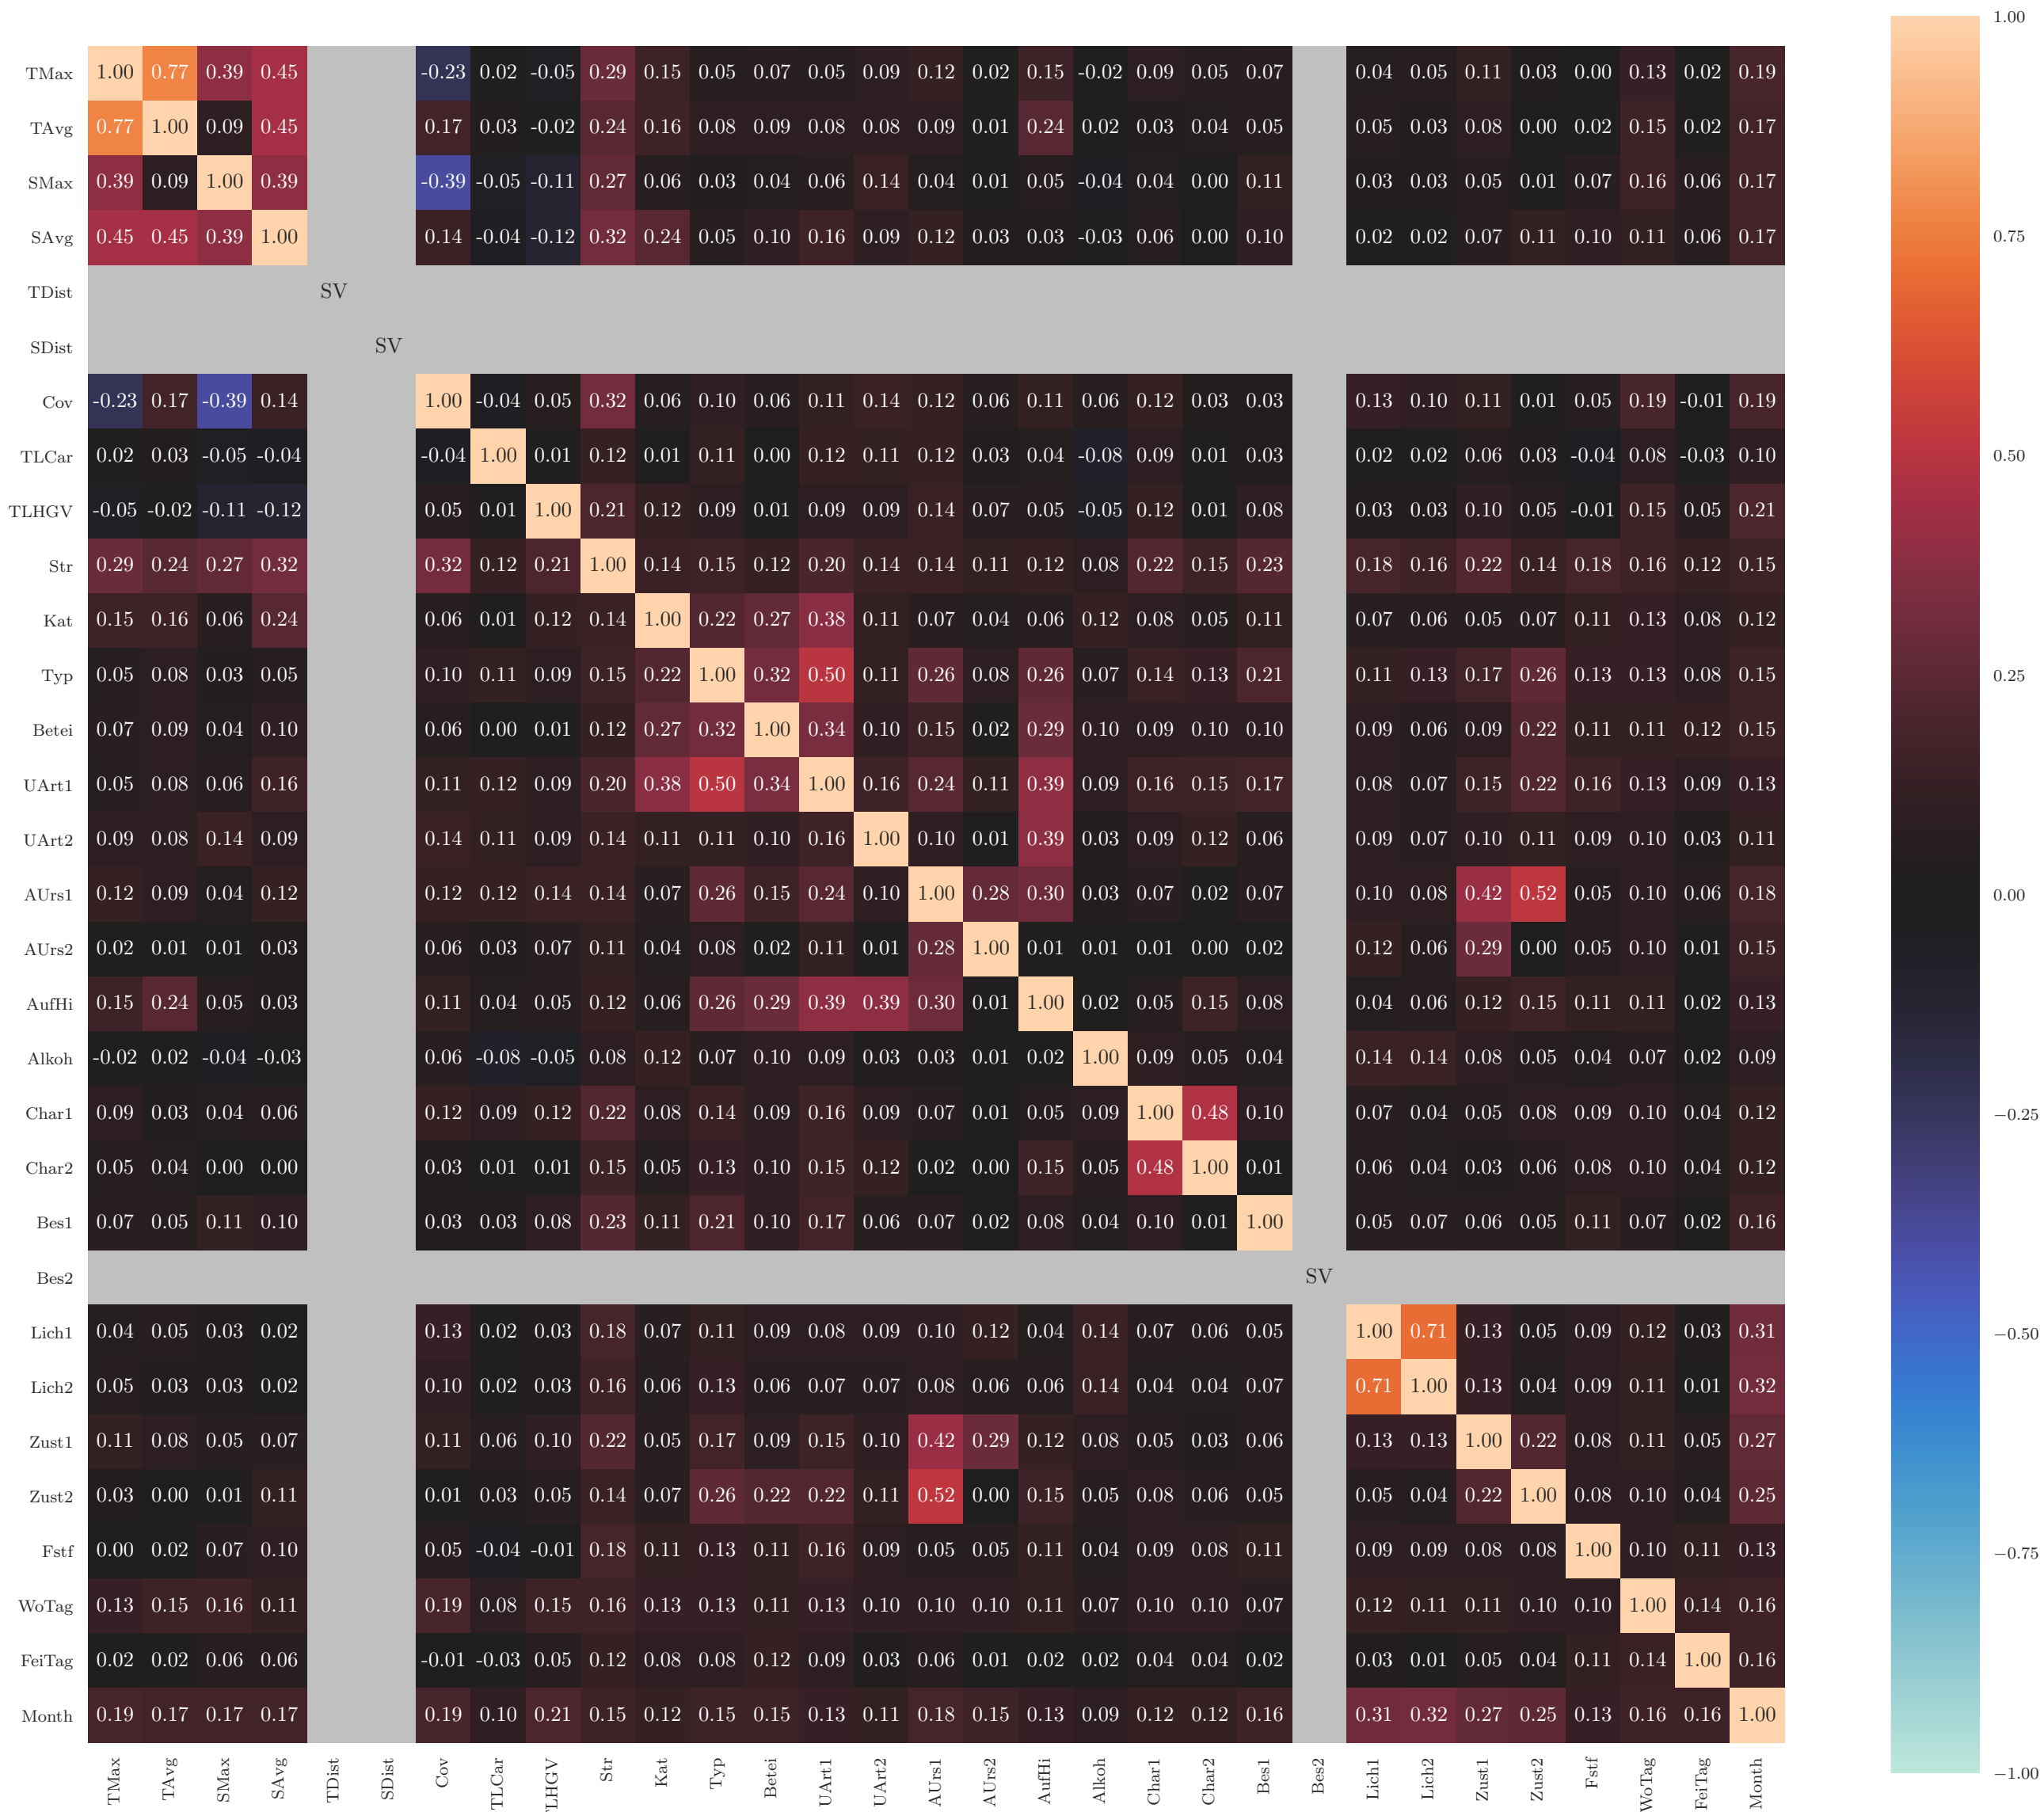 1.00
TMax 1.00 0.77 0.39 0.45 -0.23 0.02 -0.05 0.29 0.15 0.05 0.07 0.05 0.09 0.12 0.02 0.15 -0.02 0.09 0.05 0.07 0.04 0.05 0.11 0.03 0.00 0.13 0.02 0.19
TAvg 0.77 1.00 0.09 0.45 0.17 0.03 -0.02 0.24 0.16 0.08 0.09 0.08 0.08 0.09 0.01 0.24 0.02 0.03 0.04 0.05 0.05 0.03 0.08 0.00 0.02 0.15 0.02 0.17
SMax 0.39 0.09 1.00 0.39 -0.39 -0.05 -0.11 0.27 0.06 0.03 0.04 0.06 0.14 0.04 0.01 0.05 -0.04 0.04 0.00 0.11 0.03 0.03 0.05 0.01 0.07 0.16 0.06 0.17
SAvg 0.45 0.45 0.39 1.00 0.14 -0.04 -0.12 0.32 0.24 0.05 0.10 0.16 0.09 0.12 0.03 0.03 -0.03 0.06 0.00 0.10 0.02 0.02 0.07 0.11 0.10 0.11 0.06 0.17
0.75
TDist SV
SDist SV
Cov -0.23 0.17 -0.39 0.14 1.00 -0.04 0.05 0.32 0.06 0.10 0.06 0.11 0.14 0.12 0.06 0.11 0.06 0.12 0.03 0.03 0.13 0.10 0.11 0.01 0.05 0.19 -0.01 0.19
TLCar 0.02 0.03 -0.05 -0.04 -0.04 1.00 0.01 0.12 0.01 0.11 0.00 0.12 0.11 0.12 0.03 0.04 -0.08 0.09 0.01 0.03 0.02 0.02 0.06 0.03 -0.04 0.08 -0.03 0.10
0.50
TLHGV -0.05 -0.02 -0.11 -0.12 0.05 0.01 1.00 0.21 0.12 0.09 0.01 0.09 0.09 0.14 0.07 0.05 -0.05 0.12 0.01 0.08 0.03 0.03 0.10 0.05 -0.01 0.15 0.05 0.21
Str 0.29 0.24 0.27 0.32 0.32 0.12 0.21 1.00 0.14 0.15 0.12 0.20 0.14 0.14 0.11 0.12 0.08 0.22 0.15 0.23 0.18 0.16 0.22 0.14 0.18 0.16 0.12 0.15
Kat 0.15 0.16 0.06 0.24 0.06 0.01 0.12 0.14 1.00 0.22 0.27 0.38 0.11 0.07 0.04 0.06 0.12 0.08 0.05 0.11 0.07 0.06 0.05 0.07 0.11 0.13 0.08 0.12
Typ 0.05 0.08 0.03 0.05 0.10 0.11 0.09 0.15 0.22 1.00 0.32 0.50 0.11 0.26 0.08 0.26 0.07 0.14 0.13 0.21 0.11 0.13 0.17 0.26 0.13 0.13 0.08 0.15
0.25
Betei 0.07 0.09 0.04 0.10 0.06 0.00 0.01 0.12 0.27 0.32 1.00 0.34 0.10 0.15 0.02 0.29 0.10 0.09 0.10 0.10 0.09 0.06 0.09 0.22 0.11 0.11 0.12 0.15
UArt1 0.05 0.08 0.06 0.16 0.11 0.12 0.09 0.20 0.38 0.50 0.34 1.00 0.16 0.24 0.11 0.39 0.09 0.16 0.15 0.17 0.08 0.07 0.15 0.22 0.16 0.13 0.09 0.13
UArt2 0.09 0.08 0.14 0.09 0.14 0.11 0.09 0.14 0.11 0.11 0.10 0.16 1.00 0.10 0.01 0.39 0.03 0.09 0.12 0.06 0.09 0.07 0.10 0.11 0.09 0.10 0.03 0.11
AUrs1 0.12 0.09 0.04 0.12 0.12 0.12 0.14 0.14 0.07 0.26 0.15 0.24 0.10 1.00 0.28 0.30 0.03 0.07 0.02 0.07 0.10 0.08 0.42 0.52 0.05 0.10 0.06 0.18
0.00
AUrs2 0.02 0.01 0.01 0.03 0.06 0.03 0.07 0.11 0.04 0.08 0.02 0.11 0.01 0.28 1.00 0.01 0.01 0.01 0.00 0.02 0.12 0.06 0.29 0.00 0.05 0.10 0.01 0.15
AufHi 0.15 0.24 0.05 0.03 0.11 0.04 0.05 0.12 0.06 0.26 0.29 0.39 0.39 0.30 0.01 1.00 0.02 0.05 0.15 0.08 0.04 0.06 0.12 0.15 0.11 0.11 0.02 0.13
Alkoh -0.02 0.02 -0.04 -0.03 0.06 -0.08 -0.05 0.08 0.12 0.07 0.10 0.09 0.03 0.03 0.01 0.02 1.00 0.09 0.05 0.04 0.14 0.14 0.08 0.05 0.04 0.07 0.02 0.09
Char1 0.09 0.03 0.04 0.06 0.12 0.09 0.12 0.22 0.08 0.14 0.09 0.16 0.09 0.07 0.01 0.05 0.09 1.00 0.48 0.10 0.07 0.04 0.05 0.08 0.09 0.10 0.04 0.12
−0.25
Char2 0.05 0.04 0.00 0.00 0.03 0.01 0.01 0.15 0.05 0.13 0.10 0.15 0.12 0.02 0.00 0.15 0.05 0.48 1.00 0.01 0.06 0.04 0.03 0.06 0.08 0.10 0.04 0.12
Bes1 0.07 0.05 0.11 0.10 0.03 0.03 0.08 0.23 0.11 0.21 0.10 0.17 0.06 0.07 0.02 0.08 0.04 0.10 0.01 1.00 0.05 0.07 0.06 0.05 0.11 0.07 0.02 0.16
Bes2 SV
Lich1 0.04 0.05 0.03 0.02 0.13 0.02 0.03 0.18 0.07 0.11 0.09 0.08 0.09 0.10 0.12 0.04 0.14 0.07 0.06 0.05 1.00 0.71 0.13 0.05 0.09 0.12 0.03 0.31
−0.50
Lich2 0.05 0.03 0.03 0.02 0.10 0.02 0.03 0.16 0.06 0.13 0.06 0.07 0.07 0.08 0.06 0.06 0.14 0.04 0.04 0.07 0.71 1.00 0.13 0.04 0.09 0.11 0.01 0.32
Zust1 0.11 0.08 0.05 0.07 0.11 0.06 0.10 0.22 0.05 0.17 0.09 0.15 0.10 0.42 0.29 0.12 0.08 0.05 0.03 0.06 0.13 0.13 1.00 0.22 0.08 0.11 0.05 0.27
Zust2 0.03 0.00 0.01 0.11 0.01 0.03 0.05 0.14 0.07 0.26 0.22 0.22 0.11 0.52 0.00 0.15 0.05 0.08 0.06 0.05 0.05 0.04 0.22 1.00 0.08 0.10 0.04 0.25
Fstf 0.00 0.02 0.07 0.10 0.05 -0.04 -0.01 0.18 0.11 0.13 0.11 0.16 0.09 0.05 0.05 0.11 0.04 0.09 0.08 0.11 0.09 0.09 0.08 0.08 1.00 0.10 0.11 0.13
−0.75
WoTag 0.13 0.15 0.16 0.11 0.19 0.08 0.15 0.16 0.13 0.13 0.11 0.13 0.10 0.10 0.10 0.11 0.07 0.10 0.10 0.07 0.12 0.11 0.11 0.10 0.10 1.00 0.14 0.16
FeiTag 0.02 0.02 0.06 0.06 -0.01 -0.03 0.05 0.12 0.08 0.08 0.12 0.09 0.03 0.06 0.01 0.02 0.02 0.04 0.04 0.02 0.03 0.01 0.05 0.04 0.11 0.14 1.00 0.16
Month 0.19 0.17 0.17 0.17 0.19 0.10 0.21 0.15 0.12 0.15 0.15 0.13 0.11 0.18 0.15 0.13 0.09 0.12 0.12 0.16 0.31 0.32 0.27 0.25 0.13 0.16 0.16 1.00
−1.00
TMax TAvg SMax SAvg TDist SDist Cov TLCar TLHGV Str Kat Typ Betei UArt1 UArt2 AUrs1 AUrs2 AufHi Alkoh Char1 Char2 Bes1 Bes2 Lich1 Lich2 Zust1 Zust2 Fstf WoTag FeiTag Month